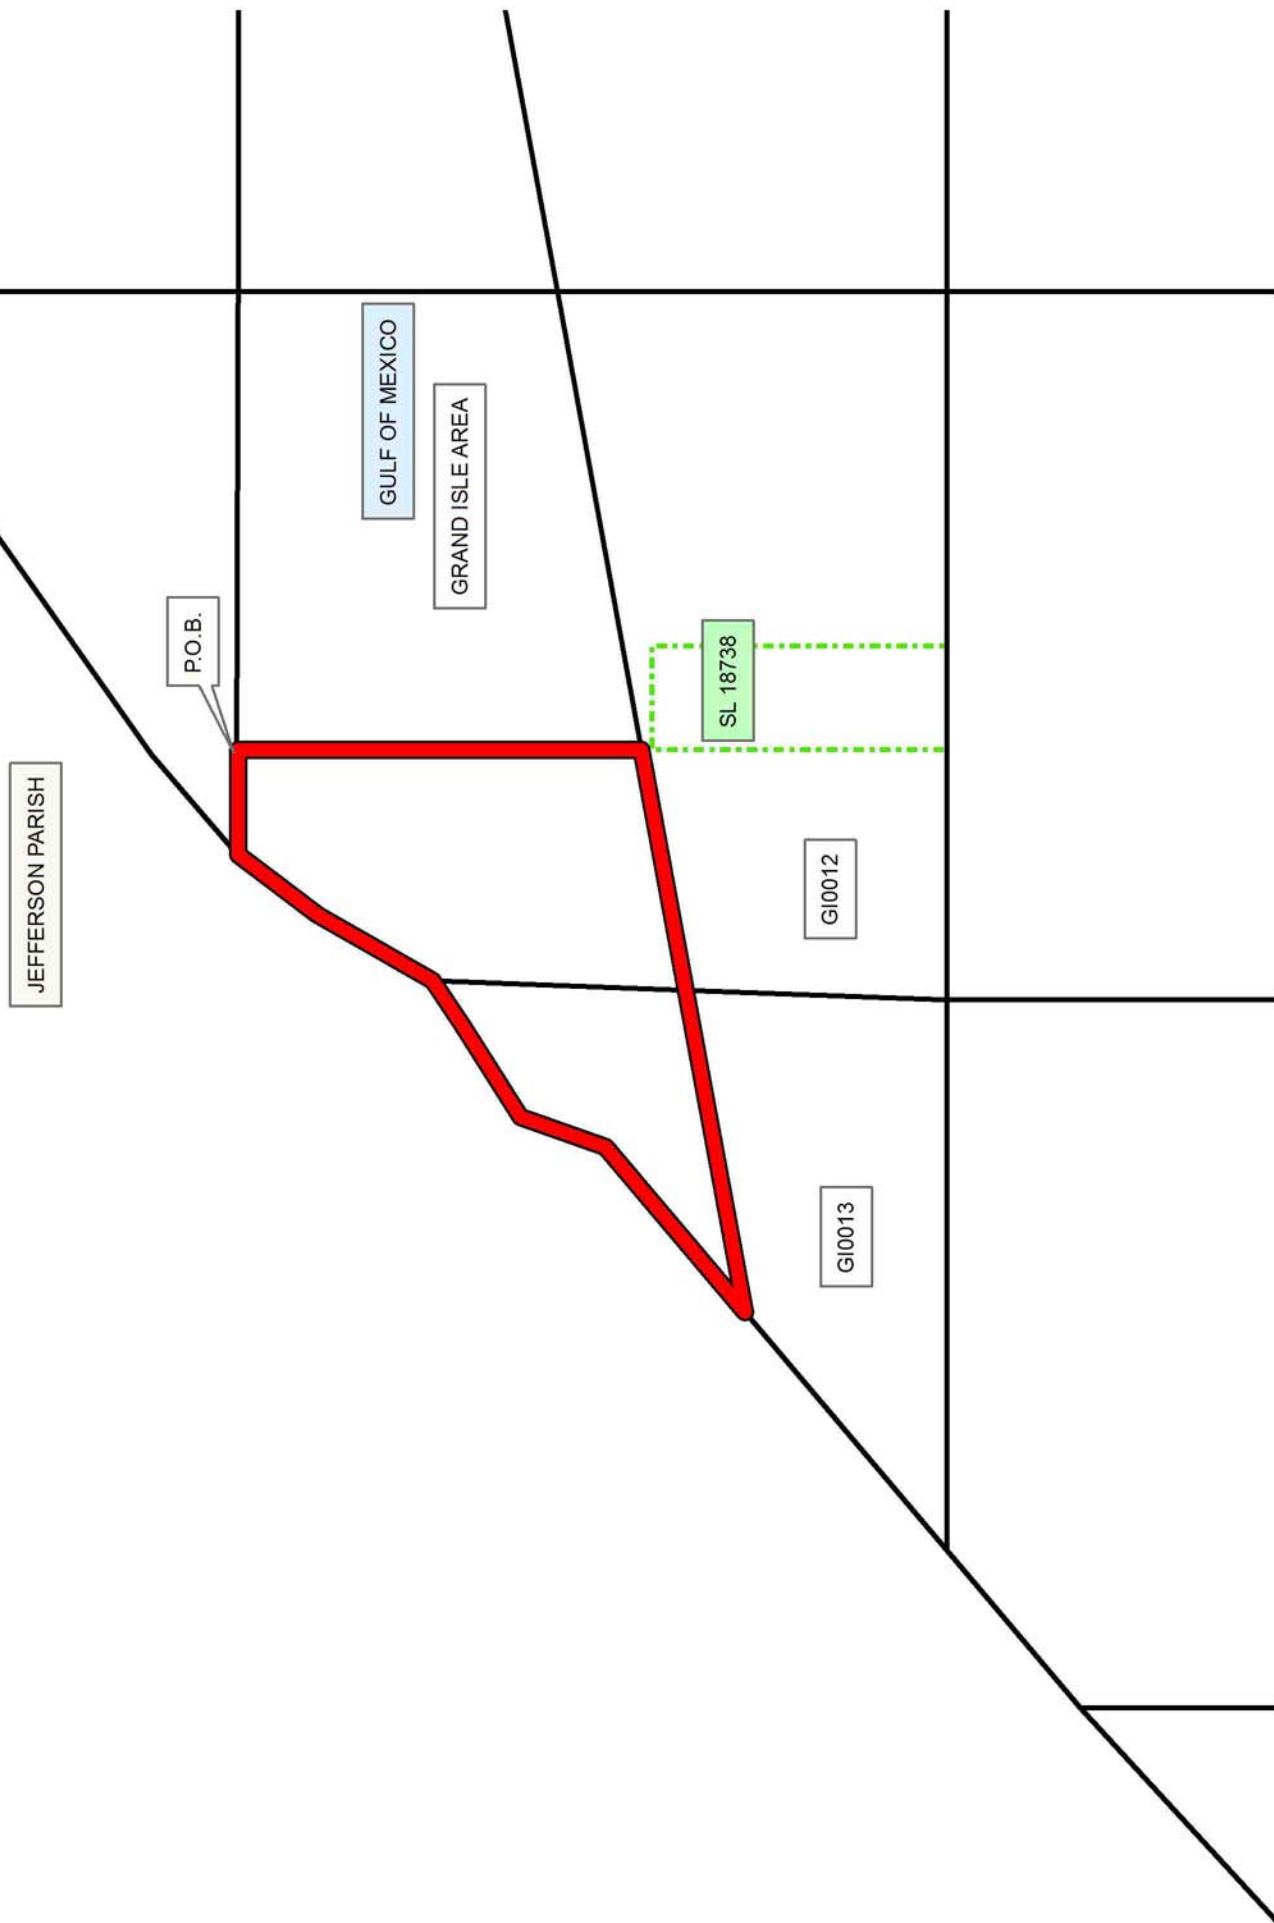 JEFFERSON PARISH
P.O.B.
GULF OF MEXICO
GRAND ISLE AREA
SL 18738
GI0012
GI0013